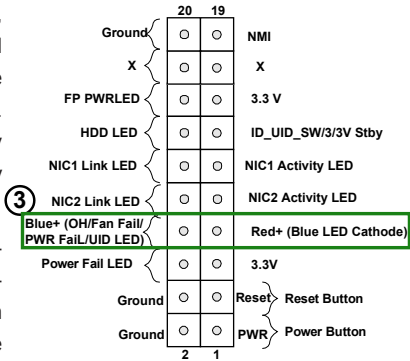 20 19
Ground NMI
X X
FP PWRLED 3.3 V
HDD LED ID_UID_SW/3/3V Stby
NIC1 Link LED NIC1 Activity LED
3 NIC2 Link LED NIC2 Activity LED
Blue+ (OH/Fan Fail/
PWR FaiL/UID LED) Red+ (Blue LED Cathode)
Power Fail LED 3.3V
Ground Reset Reset Button
Ground PWR Power Button
2 1